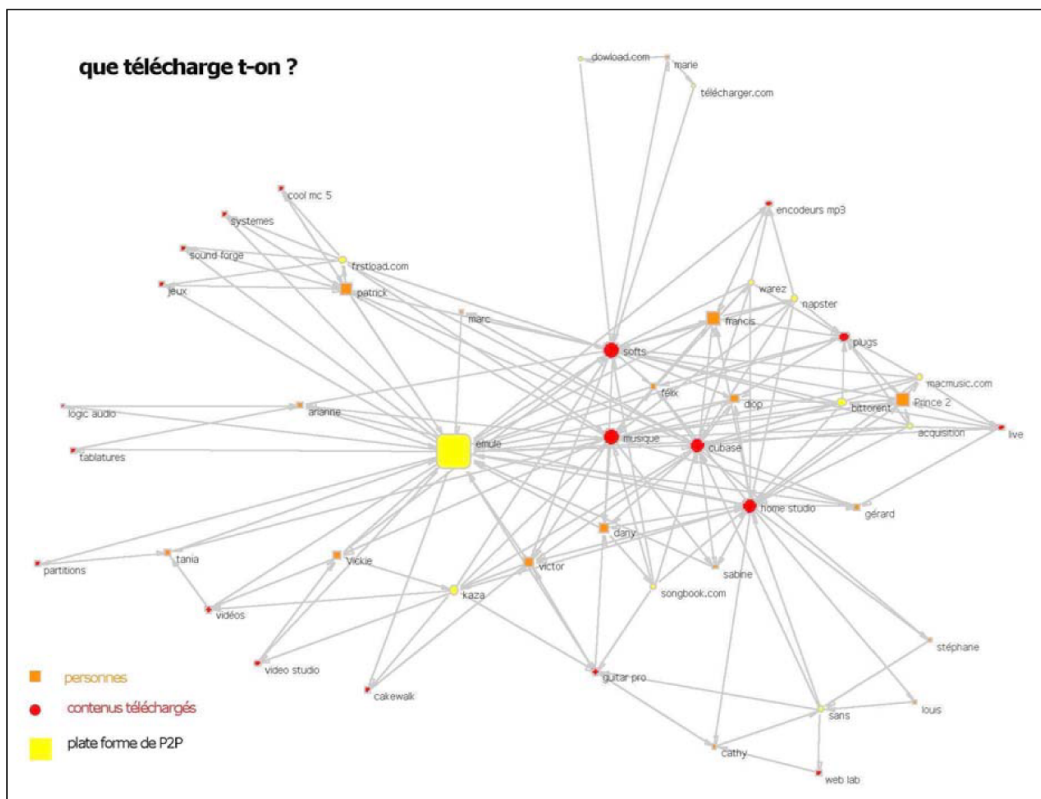 que télécharge t-on ?
dowload.com
marie
télécharger.com
cool mc 5
systemes
encodeurs mp3
sound forge
frstload.com
jeux
patrick
warez
napster
marc
francis
softs
plugs
macmusic.com
félix
diop
bittorent
Prince 2
logic audio
arianne
acquisition
live
emule
musique
cubase
tablatures
home studio
gérard
dany
partitions
tania
Vickie
victor
sabine
kaza
songbook.com
vidéos
stéphane
video studio
guitar pro
personnes
cakewalk
contenus téléchargés
sans
louis
plate forme de P2P
cathy
web lab